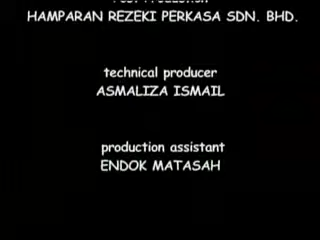 HAMPARAN REZEKI PERKASA SDN. BHD.
technical producer
ASMALIZA ISMAIL
production assistant
ENDOK MATASAH